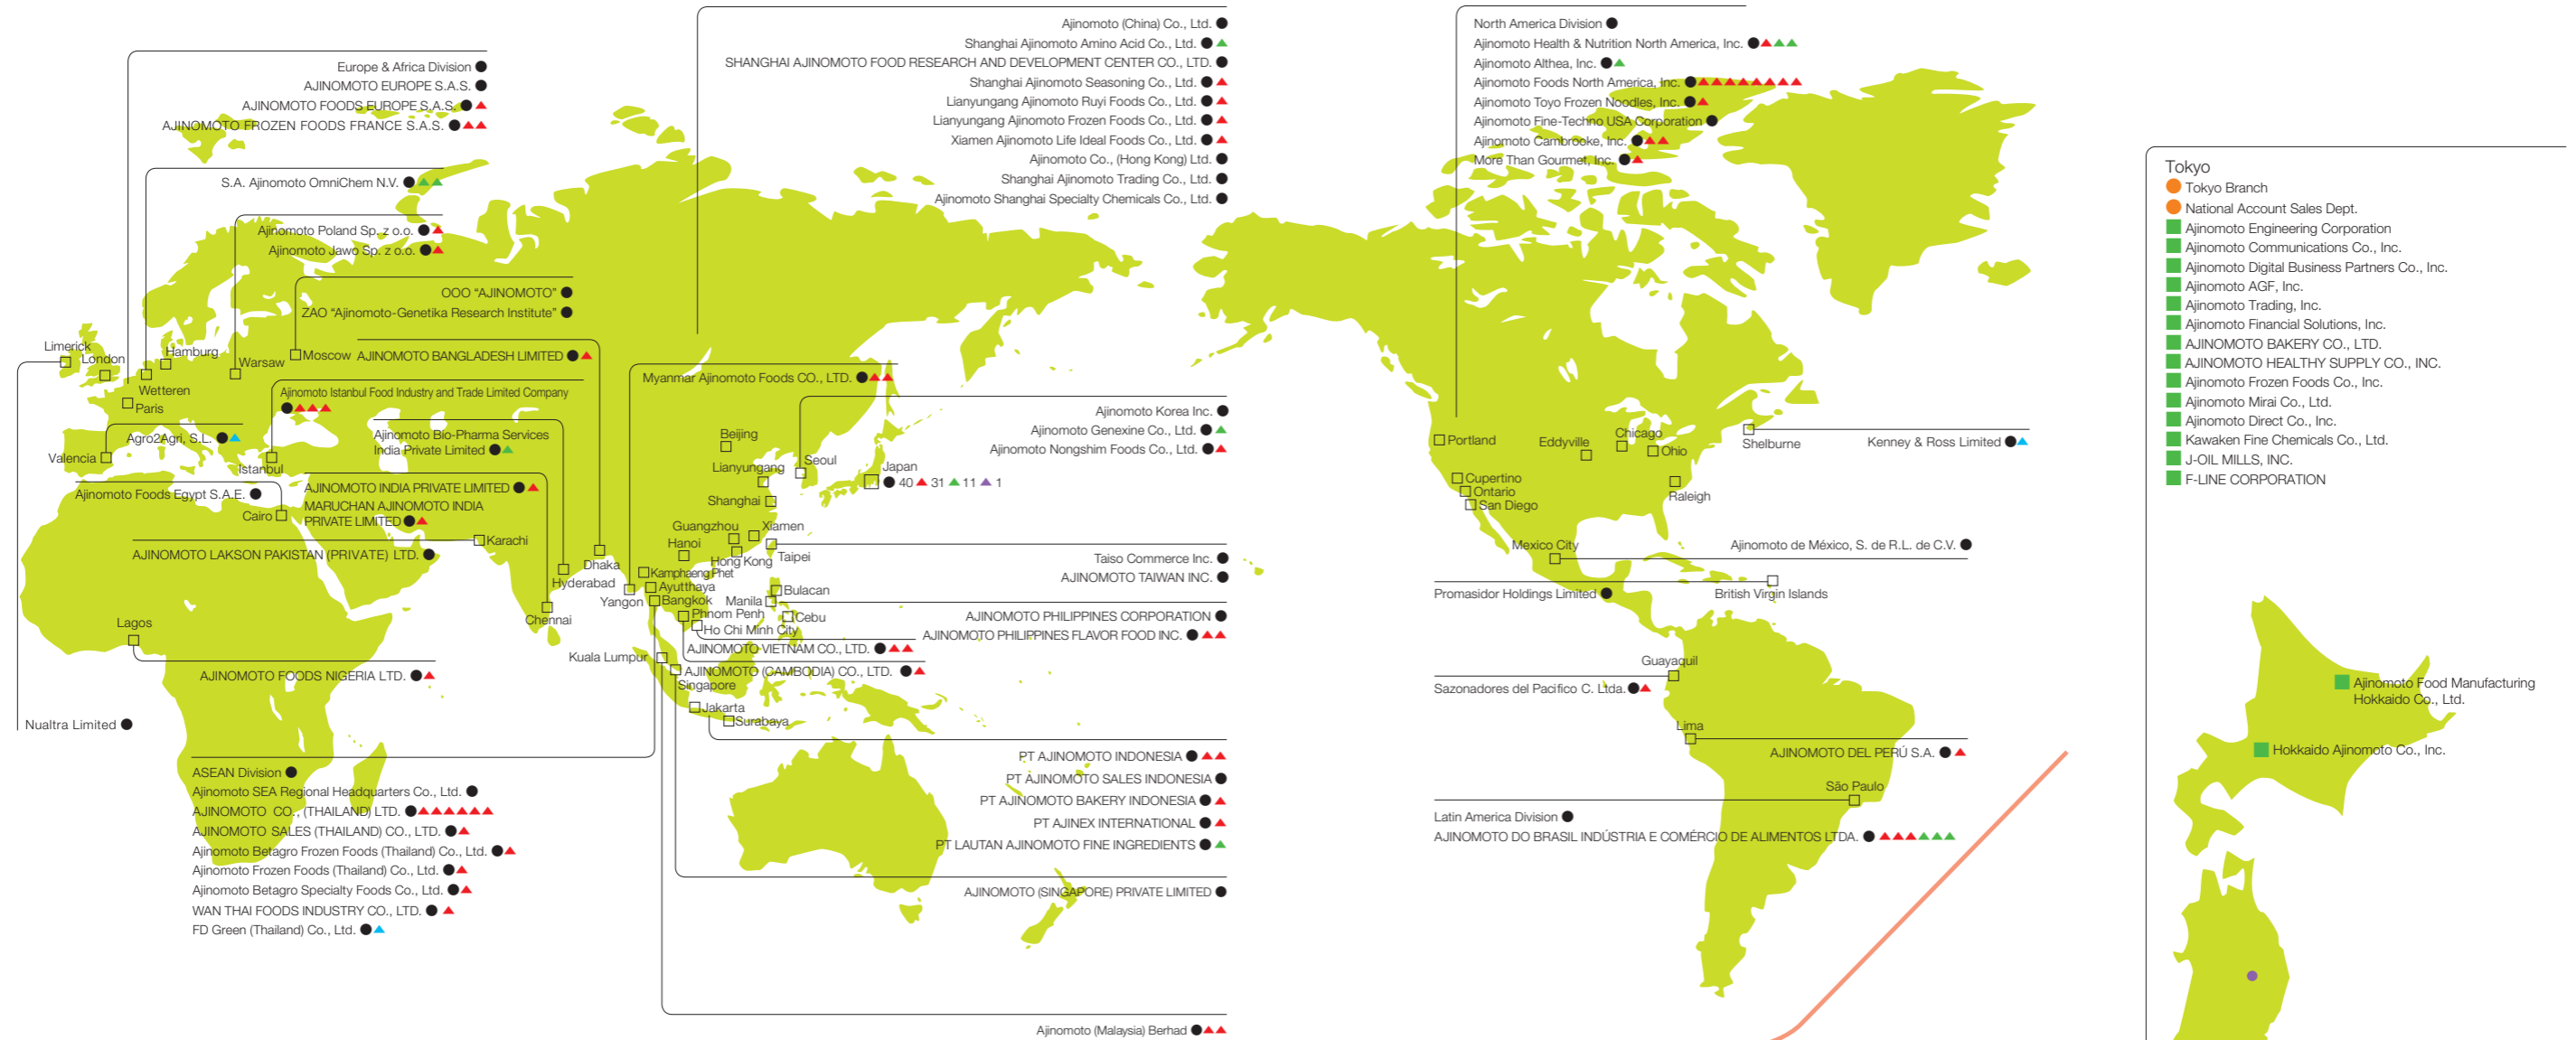 Europe & Africa Division
AJINOMOTO EUROPE S.A.S.
AJINOMOTO FOODS EUROPE S.A.S.
AJINOMOTO FROZEN FOODS FRANCE S.A.S.
S.A. Ajinomoto OmniChem N.V.
Ajinomoto Poland Sp. z o.o.
Ajinomoto Jawo Sp. z o.o.
OOO “AJINOMOTO”
ZAO “Ajinomoto-Genetika Research Institute”
Limerick
London
Hamburg
Warsaw
Moscow
Wetteren
Paris
AJINOMOTO BANGLADESH LIMITED
Ajinomoto Istanbul Food Industry and Trade Limited Company
Agro2Agri, S.L.
Valencia
Istanbul
Ajinomoto Bio-Pharma Services
India Private Limited
Ajinomoto Foods Egypt S.A.E.
Cairo
AJINOMOTO INDIA PRIVATE LIMITED
MARUCHAN AJINOMOTO INDIA
PRIVATE LIMITED
Karachi
AJINOMOTO LAKSON PAKISTAN (PRIVATE) LTD.
Dhaka
Hyderabad
Chennai
Lagos
AJINOMOTO FOODS NIGERIA LTD.
Nualtra Limited
ASEAN Division
Ajinomoto SEA Regional Headquarters Co., Ltd.
AJINOMOTO CO., (THAILAND) LTD.
AJINOMOTO SALES (THAILAND) CO., LTD.
Ajinomoto Betagro Frozen Foods (Thailand) Co., Ltd.
Ajinomoto Frozen Foods (Thailand) Co., Ltd.
Ajinomoto Betagro Specialty Foods Co., Ltd.
WAN THAI FOODS INDUSTRY CO., LTD.
FD Green (Thailand) Co., Ltd.
Ajinomoto (China) Co., Ltd.
Shanghai Ajinomoto Amino Acid Co., Ltd.
SHANGHAI AJINOMOTO FOOD RESEARCH AND DEVELOPMENT CENTER CO., LTD.
Shanghai Ajinomoto Seasoning Co., Ltd.
Lianyungang Ajinomoto Ruyi Foods Co., Ltd.
Lianyungang Ajinomoto Frozen Foods Co., Ltd.
Xiamen Ajinomoto Life Ideal Foods Co., Ltd.
Ajinomoto Co., (Hong Kong) Ltd.
Shanghai Ajinomoto Trading Co., Ltd.
Ajinomoto Shanghai Specialty Chemicals Co., Ltd.
Myanmar Ajinomoto Foods CO., LTD.
Ajinomoto Korea Inc.
Ajinomoto Genexine Co., Ltd.
Ajinomoto Nongshim Foods Co., Ltd.
Beijing
Lianyungang
Seoul
Japan
40 31 11 1
Shanghai
Guangzhou
Xiamen
Hanoi
Hong Kong
Taipei
Taiso Commerce Inc.
AJINOMOTO TAIWAN INC.
Kamphaeng Phet
Ayutthaya
Yangon
Bangkok
Bulacan
Manila
Phnom Penh
Cebu
Ho Chi Minh City
AJINOMOTO PHILIPPINES CORPORATION
AJINOMOTO PHILIPPINES FLAVOR FOOD INC.
AJINOMOTO VIETNAM CO., LTD.
Kuala Lumpur
AJINOMOTO (CAMBODIA) CO., LTD.
Singapore
Jakarta
Surabaya
PT AJINOMOTO INDONESIA
PT AJINOMOTO SALES INDONESIA
PT AJINOMOTO BAKERY INDONESIA
PT AJINEX INTERNATIONAL
PT LAUTAN AJINOMOTO FINE INGREDIENTS
AJINOMOTO (SINGAPORE) PRIVATE LIMITED
Ajinomoto (Malaysia) Berhad
North America Division
Ajinomoto Health & Nutrition North America, Inc.
Ajinomoto Althea, Inc.
Ajinomoto Foods North America, Inc.
Ajinomoto Toyo Frozen Noodles, Inc.
Ajinomoto Fine-Techno USA Corporation
Ajinomoto Cambrooke, Inc.
More Than Gourmet, Inc.
Portland
Eddyville
Chicago
Ohio
Shelburne
Kenney & Ross Limited
Cupertino
Ontario
San Diego
Raleigh
Mexico City
Ajinomoto de México, S. de R.L. de C.V.
Promasidor Holdings Limited
British Virgin Islands
Guayaquil
Sazonadores del Pacifico C. Ltda.
Lima
AJINOMOTO DEL PERÚ S.A.
São Paulo
Latin America Division
AJINOMOTO DO BRASIL INDÚSTRIA E COMÉRCIO DE ALIMENTOS LTDA.
Tokyo
Tokyo Branch
National Account Sales Dept.
Ajinomoto Engineering Corporation
Ajinomoto Communications Co., Inc.
Ajinomoto Digital Business Partners Co., Inc.
Ajinomoto AGF, Inc.
Ajinomoto Trading, Inc.
Ajinomoto Financial Solutions, Inc.
AJINOMOTO BAKERY CO., LTD.
AJINOMOTO HEALTHY SUPPLY CO., INC.
Ajinomoto Frozen Foods Co., Inc.
Ajinomoto Mirai Co., Ltd.
Ajinomoto Direct Co., Inc.
Kawaken Fine Chemicals Co., Ltd.
J-OIL MILLS, INC.
F-LINE CORPORATION
Ajinomoto Food Manufacturing
Hokkaido Co., Ltd.
Hokkaido Ajinomoto Co., Inc.